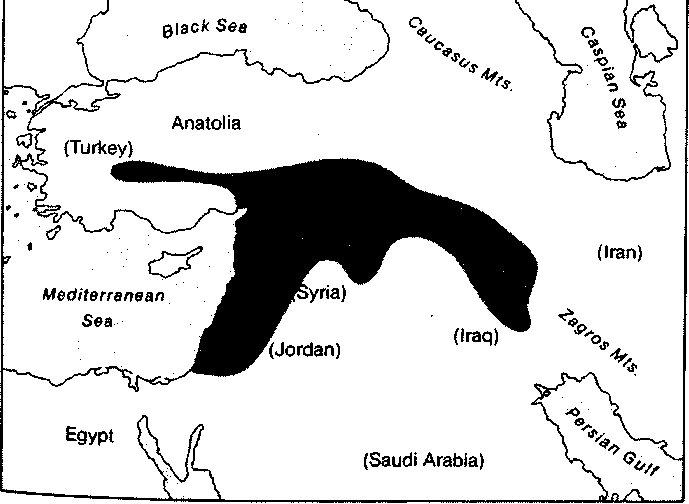 Black Sea
Caucasus Mts.
Caspian Sea
Anatolia
(Turkey)
(Iran)
Mediterranean
Sea
(Syria)
(Iraq)
Zagros Mts.
(Jordan)
Egypt
(Saudi Arabia)
Persian Gulf